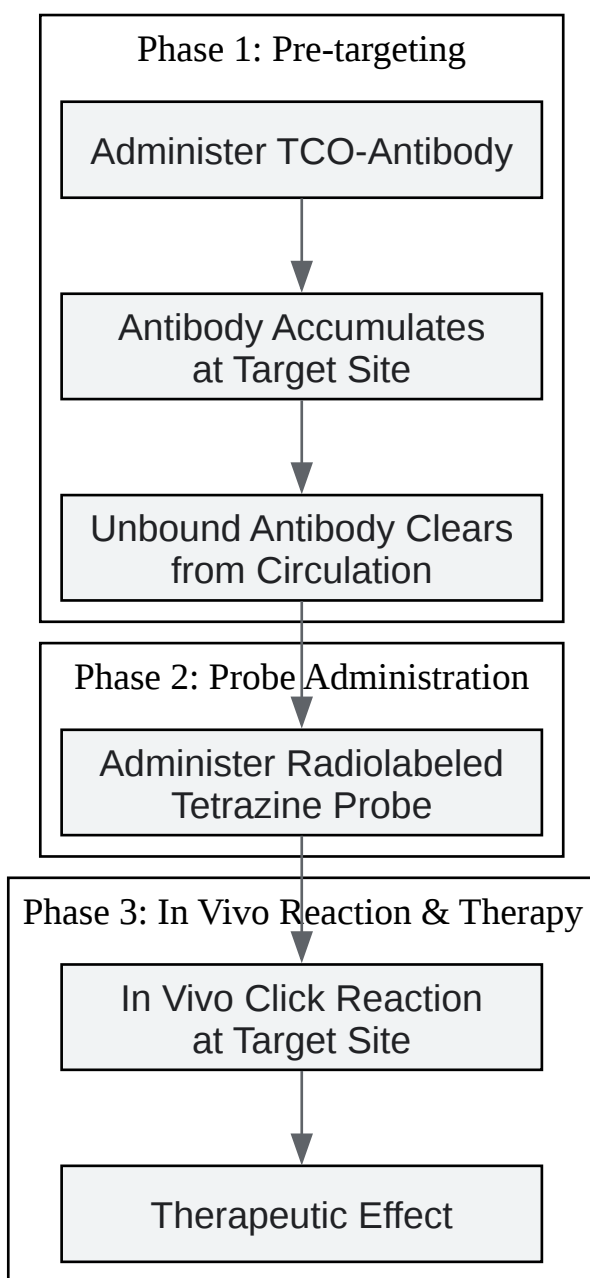 Phase 1: Pre-targeting
Administer TCO-Antibody
Antibody Accumulates
at Target Site
Unbound Antibody Clears
from Circulation
Phase 2: Probe Administration
Administer Radiolabeled
Tetrazine Probe
Phase 3: In Vivo Reaction & Therapy
In Vivo Click Reaction
at Target Site
Therapeutic Effect